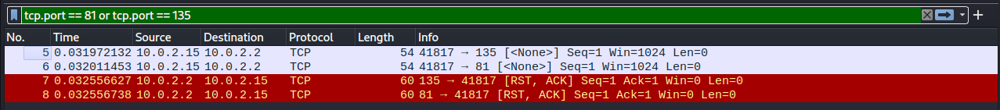 tcp.port == 81 or tcp.port == 135
No. Time Source Destination Protocol Length Info
5 0.031972132 10.0.2.15 10.0.2.2 TCP 54 41817 → 135 [<None>] Seq=1 Win=1024 Len=0
6 0.032011453 10.0.2.15 10.0.2.2 TCP 54 41817 → 81 [<None>] Seq=1 Win=1024 Len=0
7 0.032556627 10.0.2.2 10.0.2.15 TCP 60 135 → 41817 [RST, ACK] Seq=1 Ack=1 Win=0 Len=0
8 0.032556738 10.0.2.2 10.0.2.15 TCP 60 81 → 41817 [RST, ACK] Seq=1 Ack=1 Win=0 Len=0